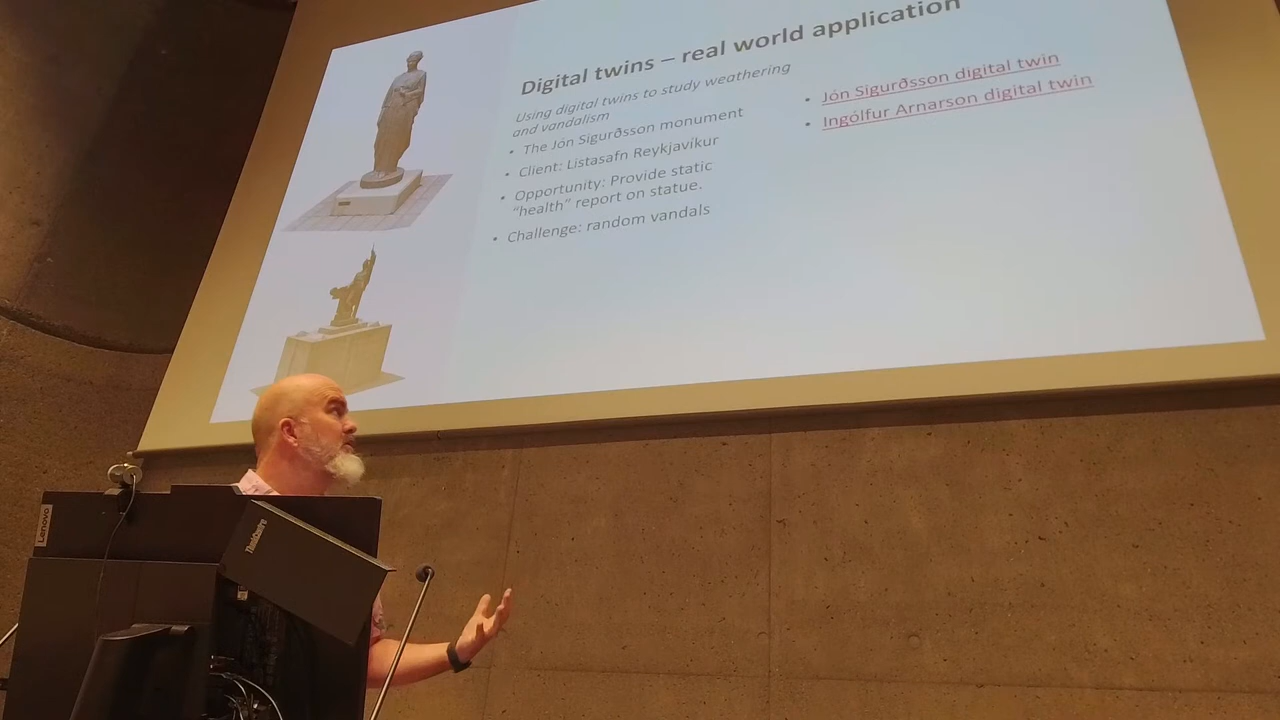 Digital twins – real world application
Using digital twins to study weathering
and vandalism
• The Jón Sigurðsson monument
• Client: Listasafn Reykjavíkur
• Opportunity: Provide static
“health” report on statue.
• Challenge: random vandals
• Jón Sigurðsson digital twin
• Ingólfur Arnarson digital twin
Lenovo
ThinkCentre